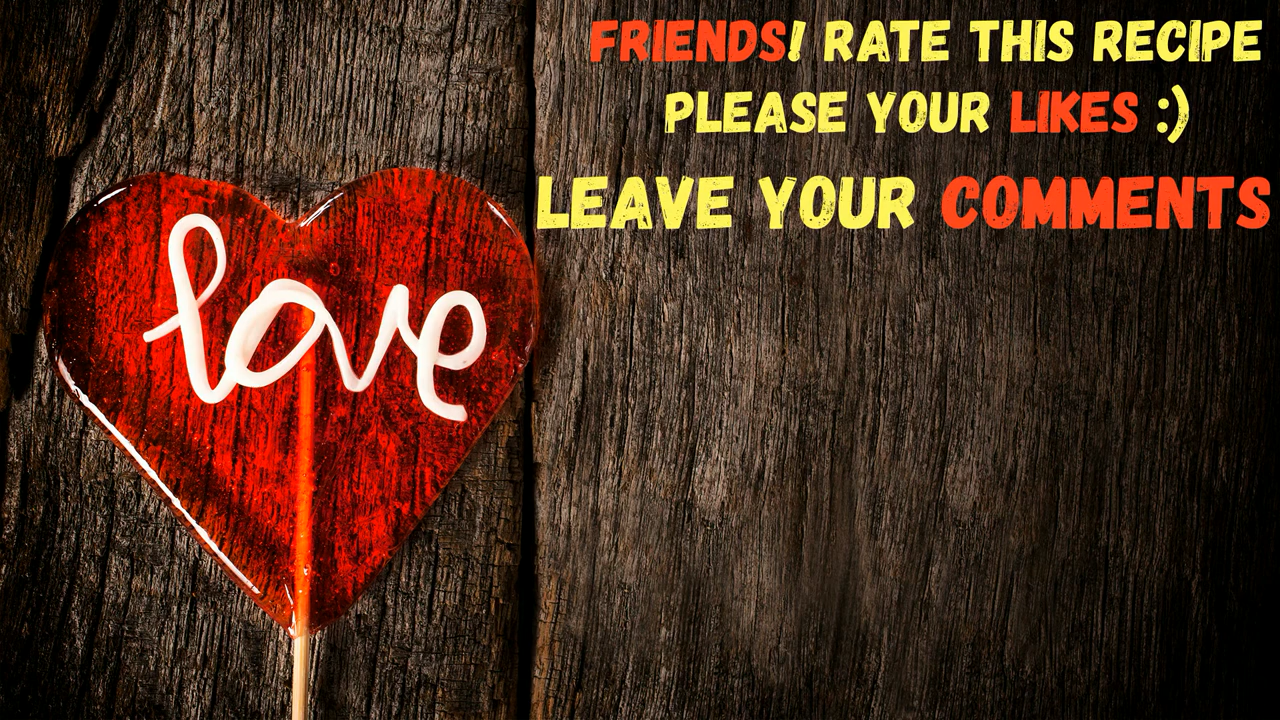 FRIENDS! RATE THIS RECIPE
PLEASE YOUR LIKES :)
LEAVE YOUR COMMENTS
love